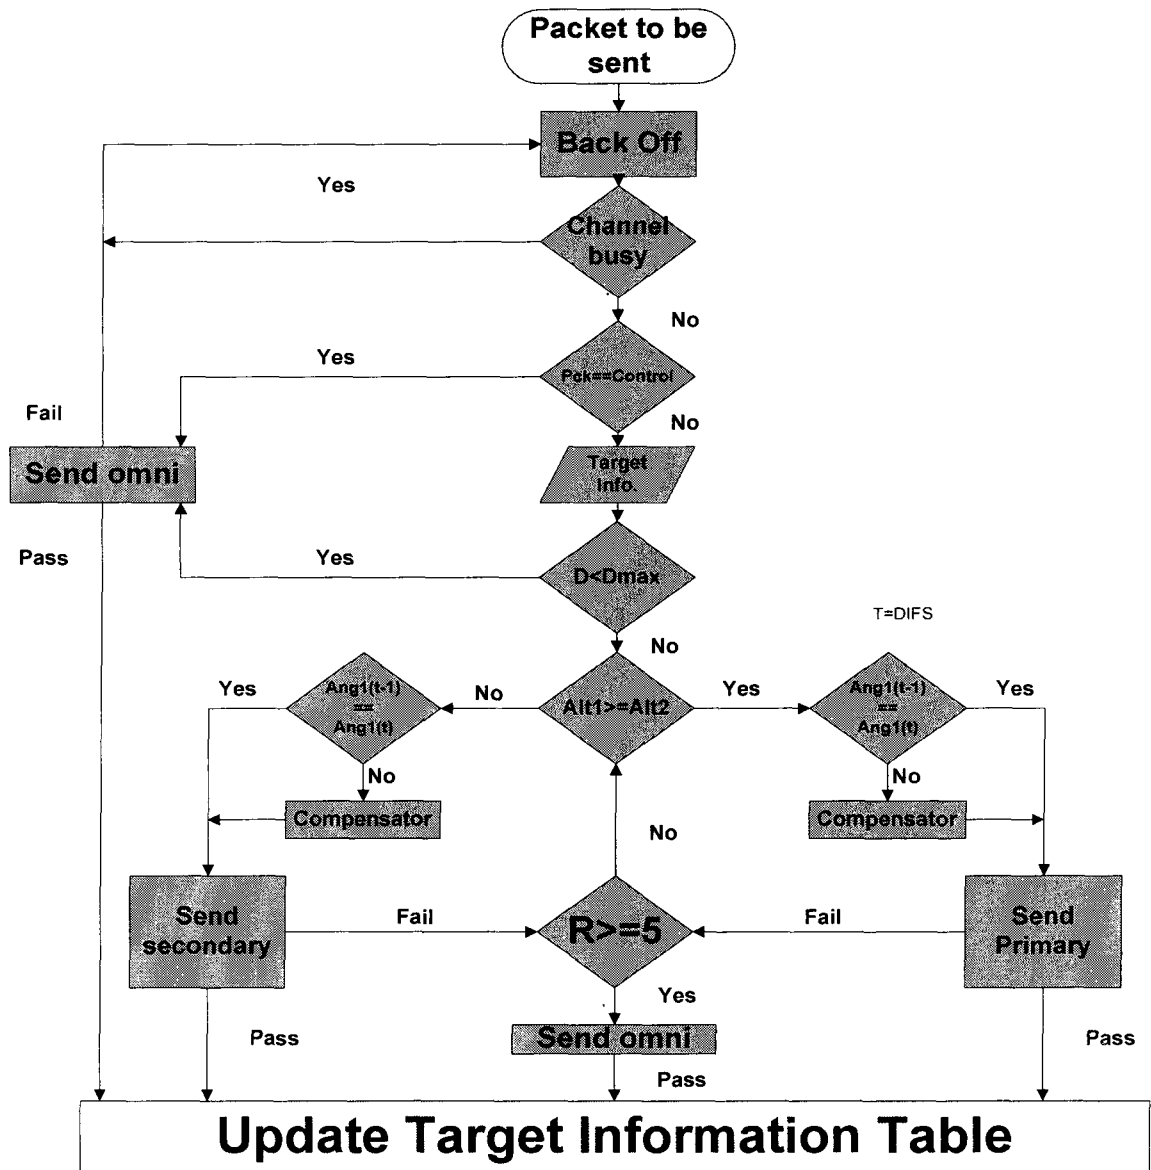 Packet to be
sent
Back Off
Yes
Channel
busy
No
Yes
Pck==Control
Fail
No
Send omni
Target
Info.
Pass
Yes
D<Dmax
T=DIFS
No
Yes
Ang1(t-1)
==
Ang1(t)
No
Alt1>=Alt2
Yes
Ang1(t-1)
==
Ang1(t)
Yes
No
No
Compensator
Compensator
No
Send
secondary
Fail
R>=5
Fail
Send
Primary
Yes
Pass
Send omni
Pass
Pass
Update Target Information Table